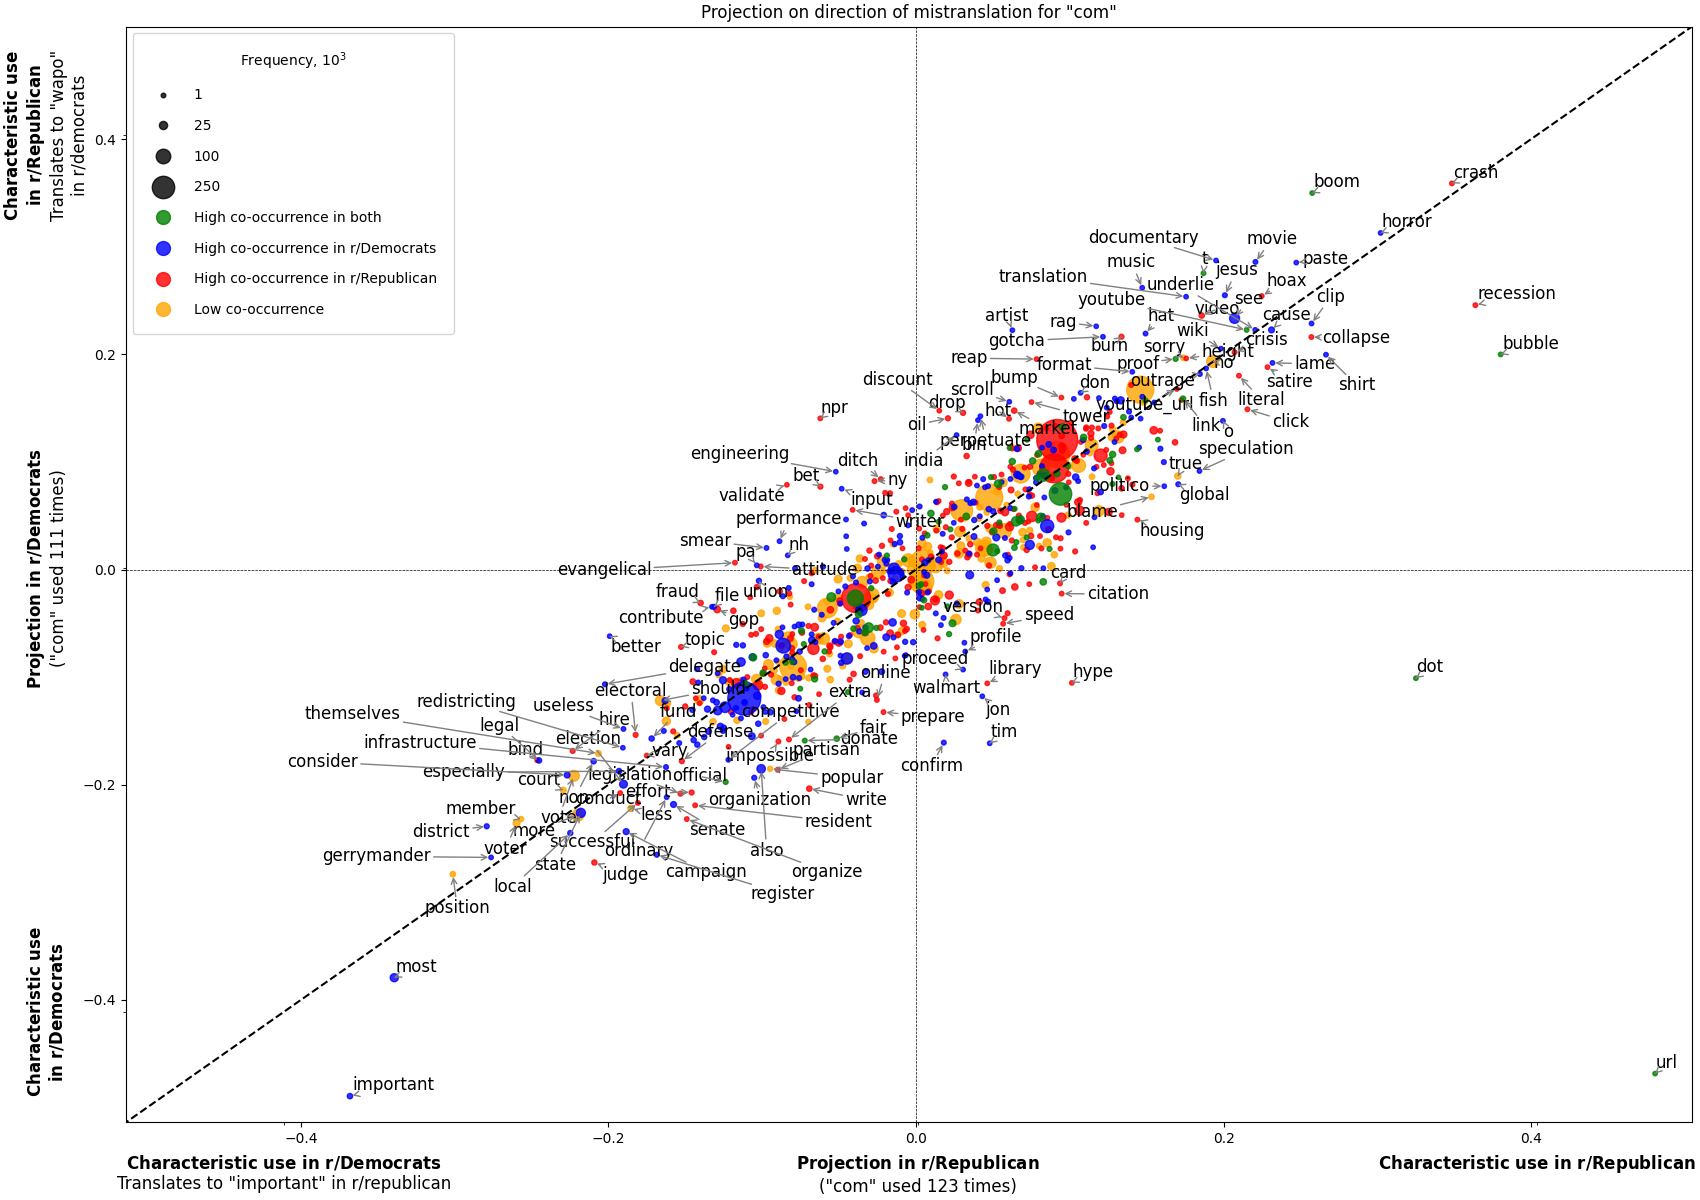 Projection on direction of mistranslation for "com"
Characteristic use
in r/Republican
Translates to "wapo"
in r/democrats
Projection in r/Democrats
("com" used 111 times)
Characteristic use
in r/Democrats
Frequency, 10³
1
25
100
250
High co-occurrence in both
High co-occurrence in r/Democrats
High co-occurrence in r/Republican
Low co-occurrence
0.4
0.2
0.0
−0.2
−0.4
crash
boom
horror
documentary
movie
t
paste
music
jesus
translation
underlie
hoax
recession
youtube
see
clip
artist
rag
hat
video
cause
gotcha
wiki
crisis
collapse
burn
sorry
height
bubble
reap
format
proof
no
lame
discount
bump
don
outrage
satire
shirt
scroll
npr
drop
hof
youtube_url
fish
literal
oil
tower
link
o
click
market
perpetuate
bin
india
speculation
engineering
ditch
true
bet
ny
politico
global
validate
input
blame
performance
writer
housing
smear
nh
pa
evangelical
attitude
card
fraud
file
union
citation
contribute
gop
version
speed
better
topic
profile
delegate
online
proceed
library
hype
dot
redistricting
electoral
should
extra
walmart
themselves
useless
fund
competitive
jon
legal
hire
prepare
infrastructure
election
defense
fair
tim
bind
vary
impossible
partisan
donate
consider
especially
legislation
official
confirm
court
popular
non
conduct
effort
organization
write
member
vote
less
resident
district
more
senate
voter
successful
ordinary
also
gerrymander
state
judge
campaign
organize
local
register
position
most
important
url
−0.4
−0.2
0.0
0.2
0.4
Characteristic use in r/Democrats
Translates to "important" in r/republican
Projection in r/Republican
("com" used 123 times)
Characteristic use in r/Republican